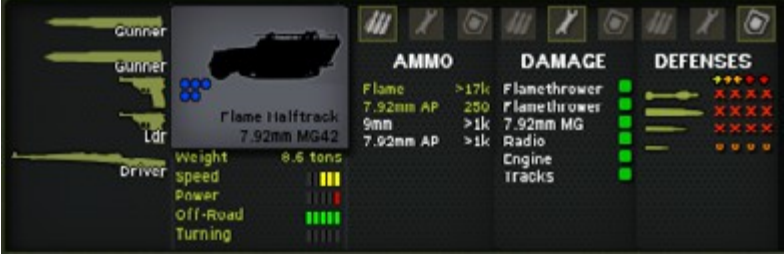 Gunner
Gunner
Ldr
Driver
Flame Halftrack
7.92mm MG42
Weight 8.6 tons
Speed
Power
Off-Road
Turning
AMMO
Flame >17k
7.92mm AP 250
9mm >1k
7.92mm AP >1k
DAMAGE
Flamethrower
Flamethrower
7.92mm MG
Radio
Engine
Tracks
DEFENSES